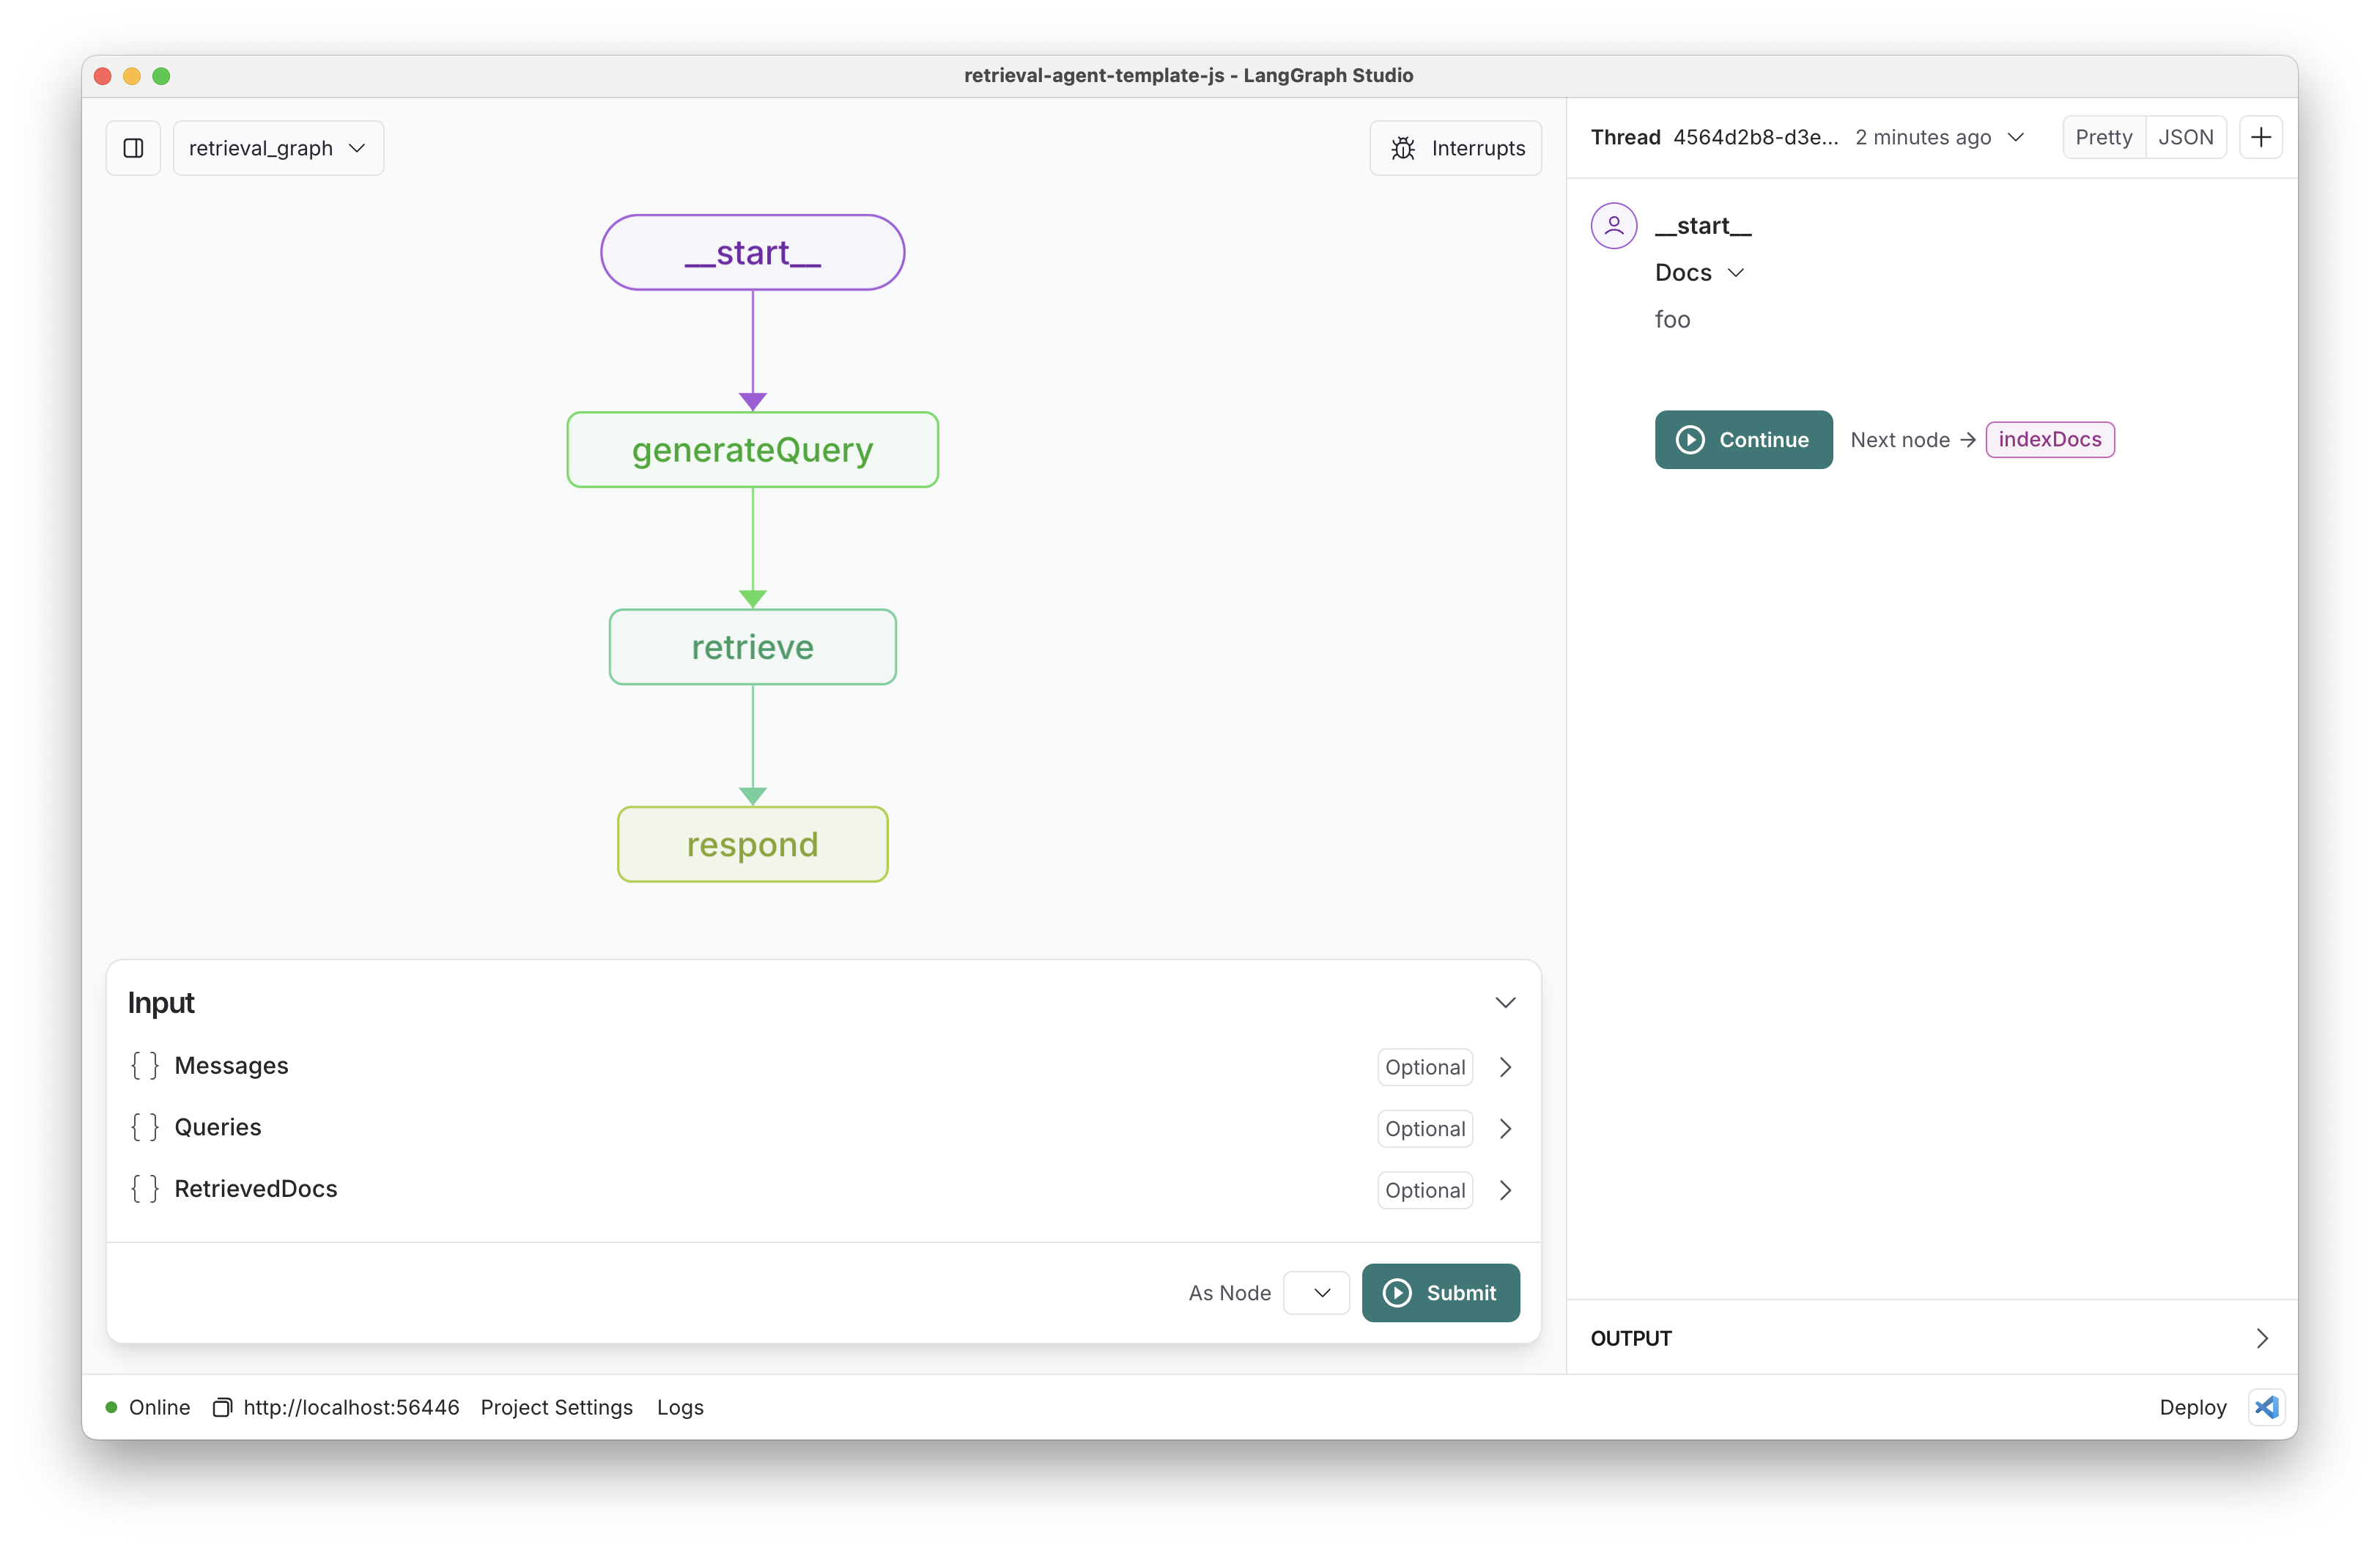 retrieval-agent-template-js - LangGraph Studio
retrieval_graph
Interrupts
__start__
generateQuery
retrieve
respond
Input
{ } Messages Optional
{ } Queries Optional
{ } RetrievedDocs Optional
As Node Submit
Thread 4564d2b8-d3e... 2 minutes ago Pretty JSON +
__start__
Docs
foo
Continue Next node → indexDocs
OUTPUT
Online http://localhost:56446 Project Settings Logs Deploy